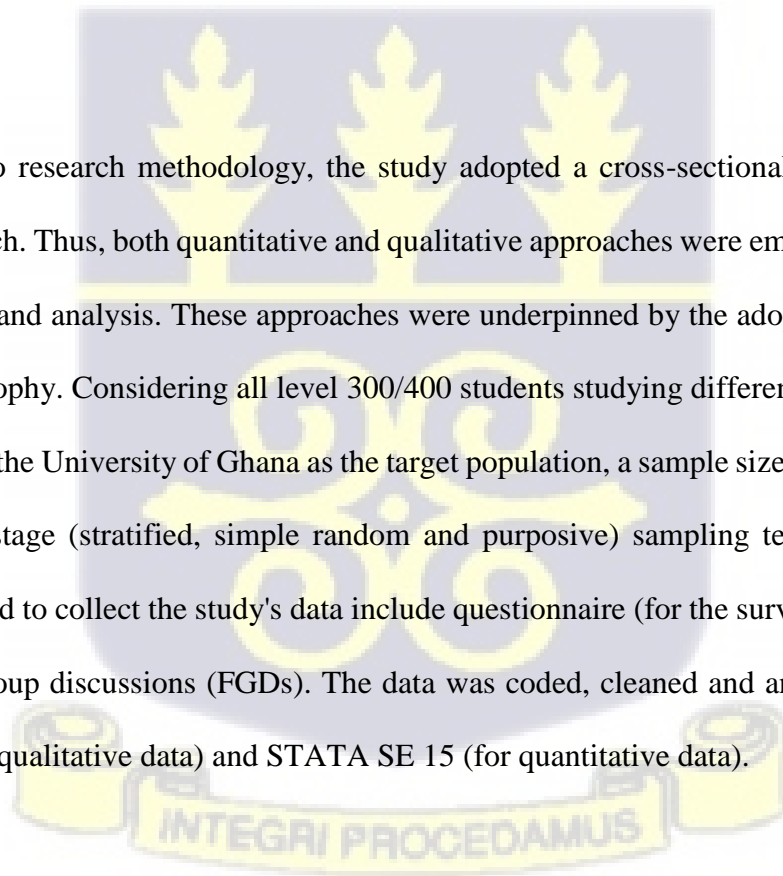 o research methodology, the study adopted a cross-sectional
ch. Thus, both quantitative and qualitative approaches were em
and analysis. These approaches were underpinned by the ado
ophy. Considering all level 300/400 students studying differen
the University of Ghana as the target population, a sample size
stage (stratified, simple random and purposive) sampling te
d to collect the study's data include questionnaire (for the surv
oup discussions (FGDs). The data was coded, cleaned and an
qualitative data) and STATA SE 15 (for quantitative data).
INTEGRI PROCEDAMUS